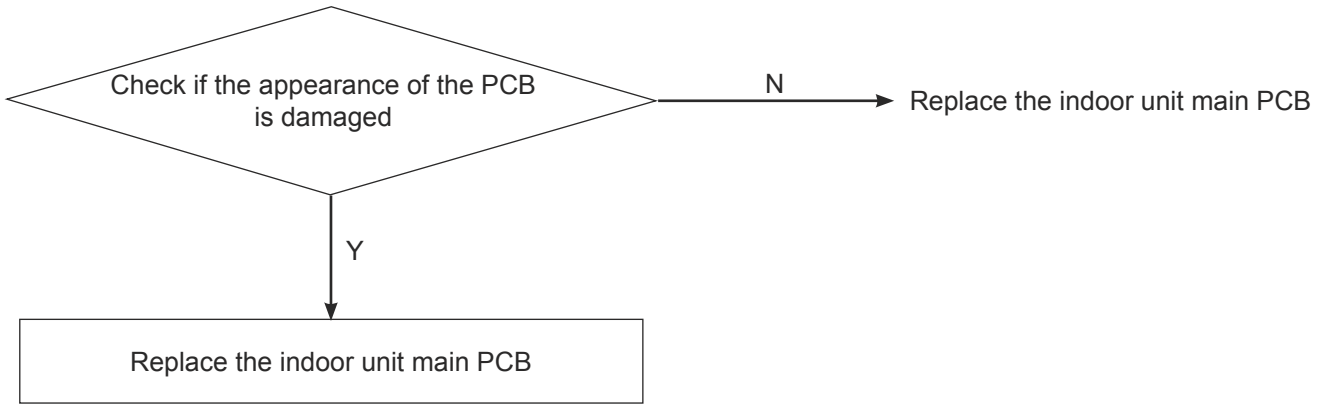 Check if the appearance of the PCB
is damaged
N
Replace the indoor unit main PCB
Y
Replace the indoor unit main PCB